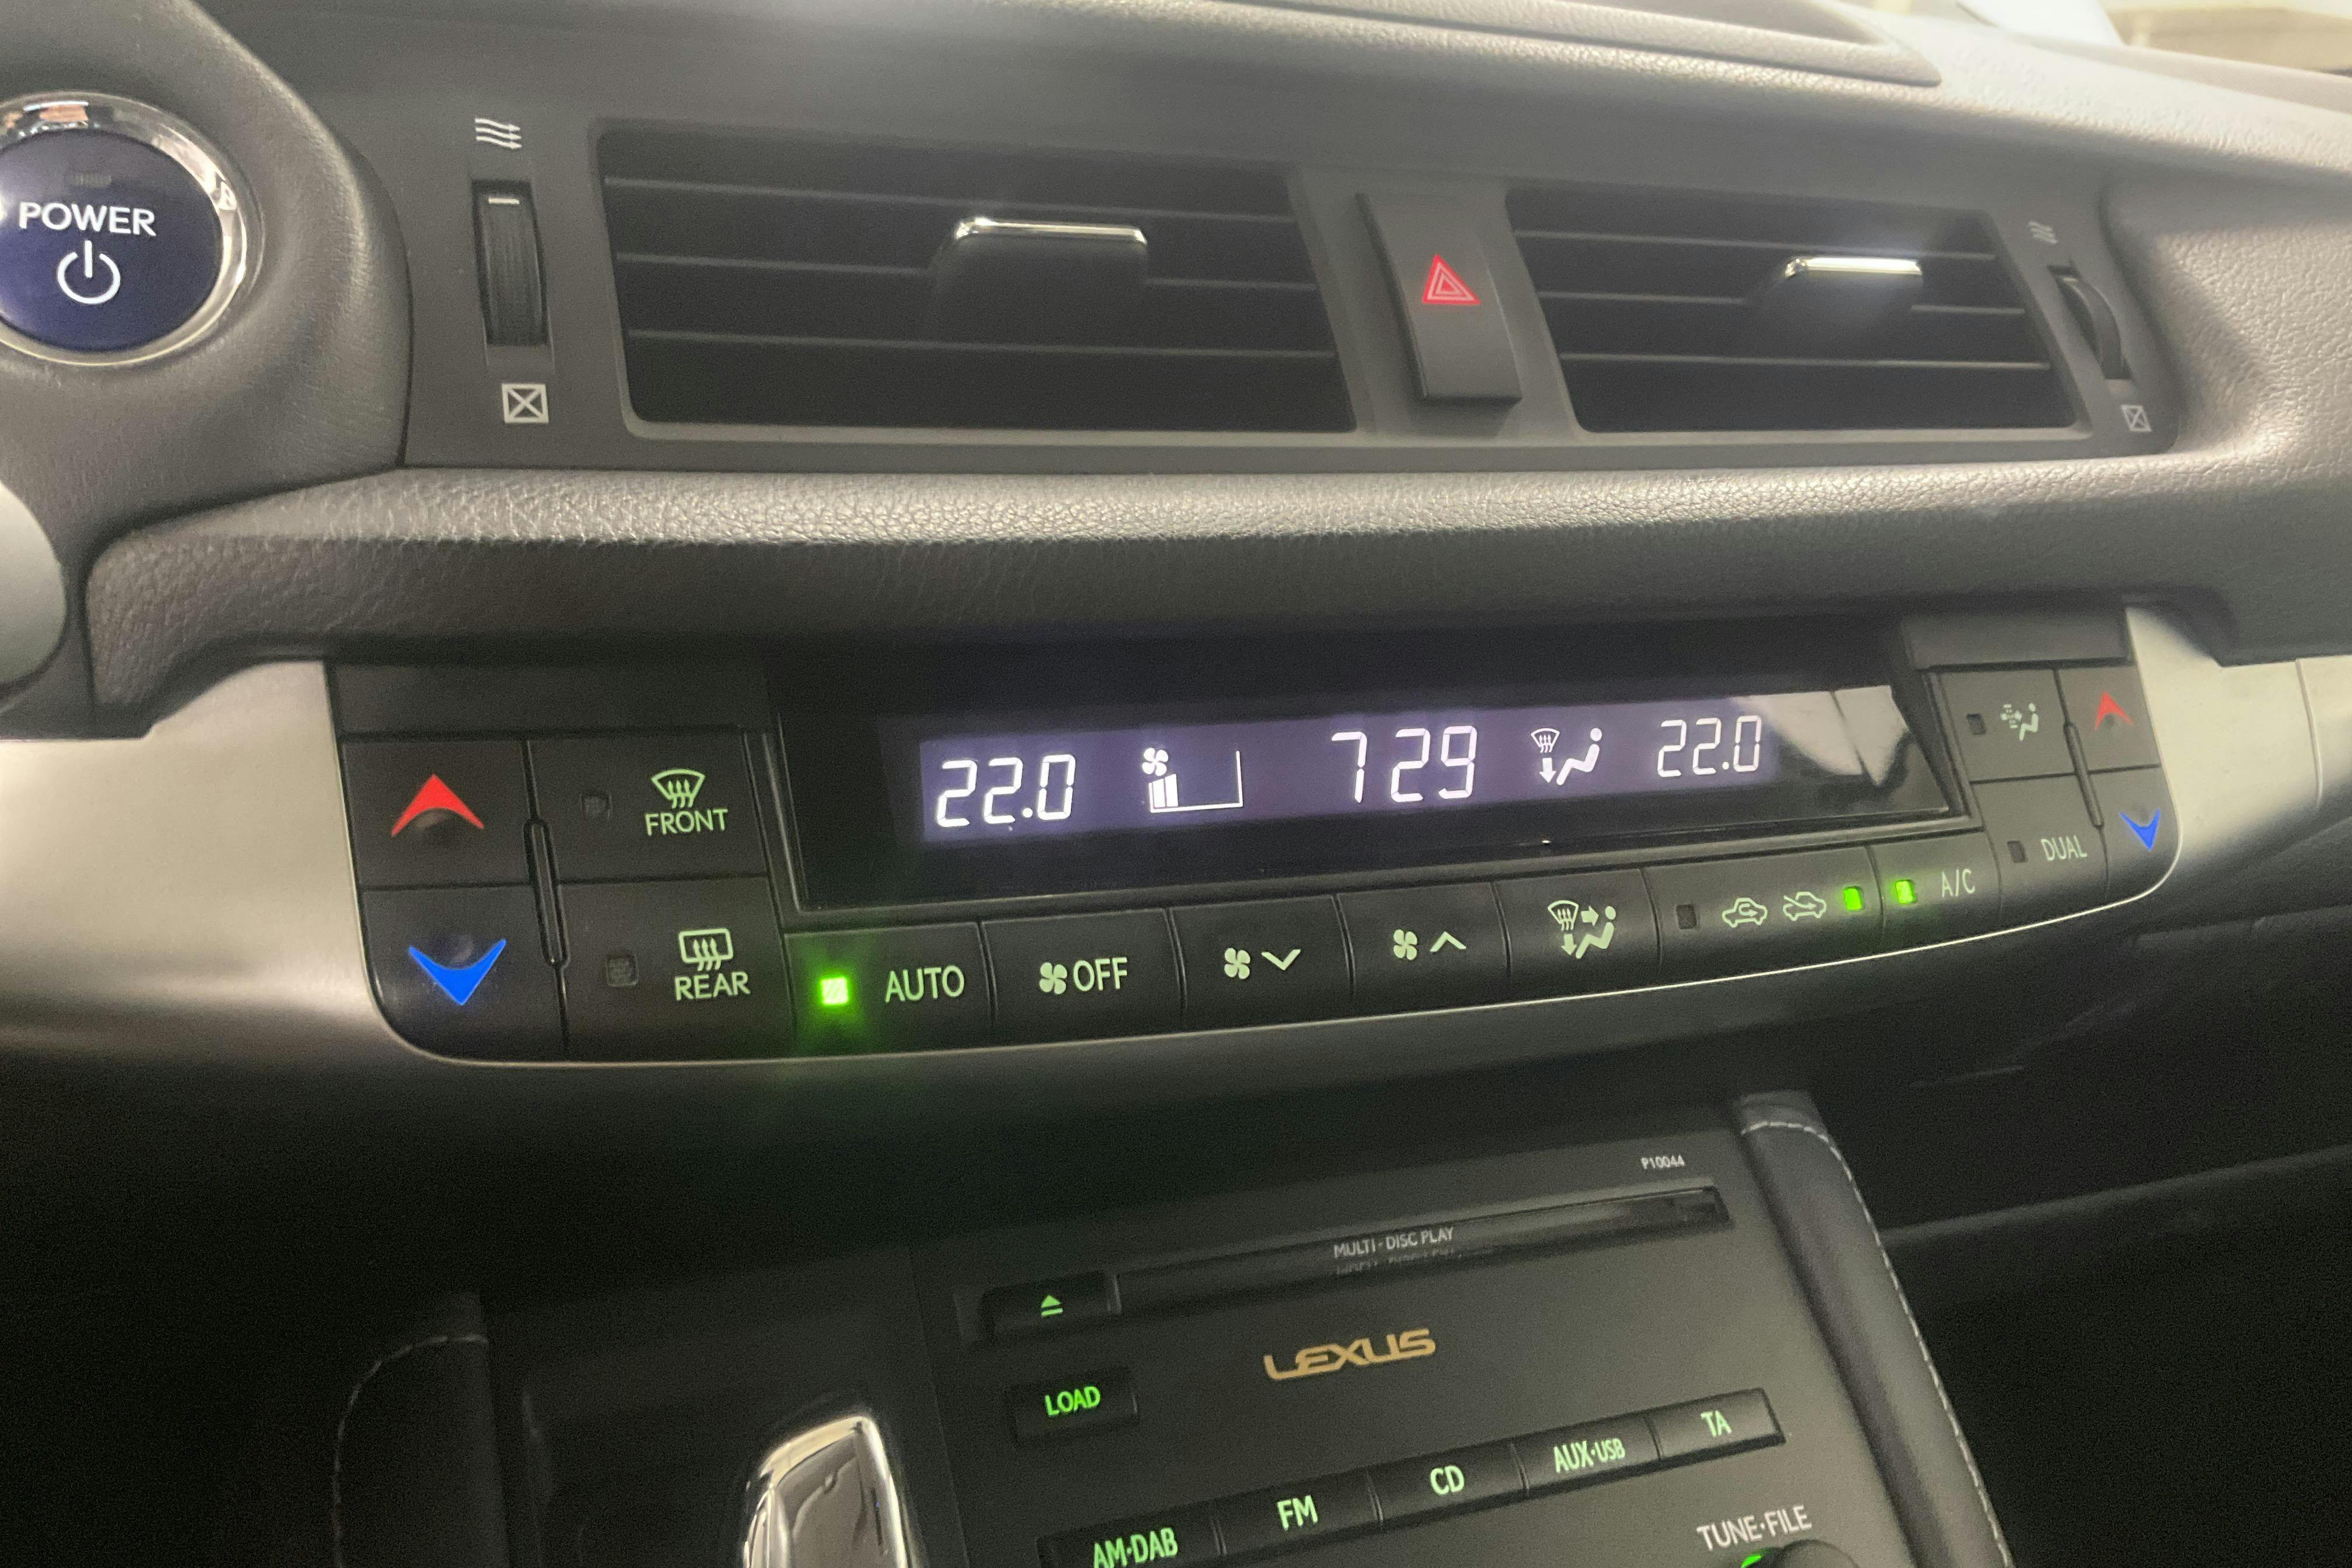 POWER
22.0 7 29 22.0
FRONT
REAR
AUTO
OFF
A/C
DUAL
P10044
MULTI-DISC PLAY
LEXUS
LOAD
AM·DAB FM CD AUX·USB TA
TUNE·FILE